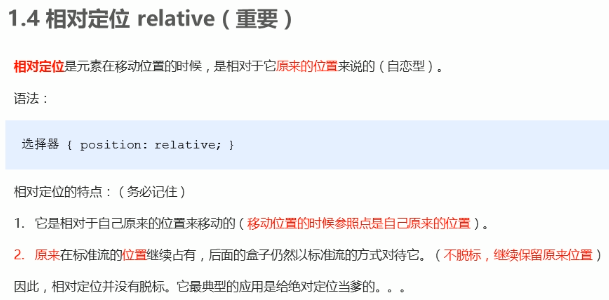 1.4 相对定位 relative（重要）
相对定位是元素在移动位置的时候，是相对于它原来的位置来说的（自恋型）。
语法：
选择器 { position: relative; }
相对定位的特点：（务必记住）
1. 它是相对于自己原来的位置来移动的（移动位置的时候参照点是自己原来的位置）。
2. 原来在标准流的位置继续占有，后面的盒子仍然以标准流的方式对待它。（不脱标，继续保留原来位置）
因此，相对定位并没有脱标。它最典型的应用是给绝对定位当爹的。。。